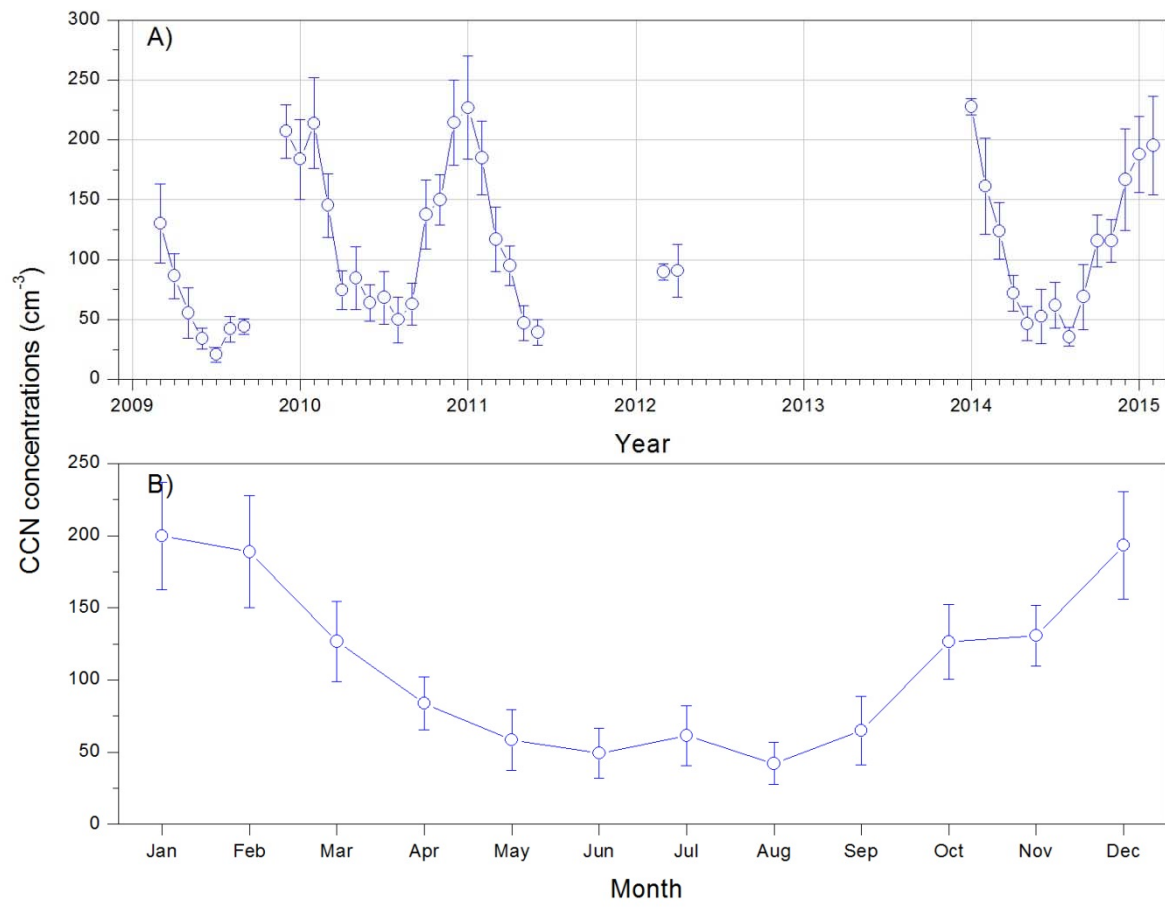 A)
300
250
200
150
100
50
0
2009 2010 2011 2012 2013 2014 2015
Year
CCN concentrations (cm-3)
B)
250
200
150
100
50
0
Jan Feb Mar Apr May Jun Jul Aug Sep Oct Nov Dec
Month